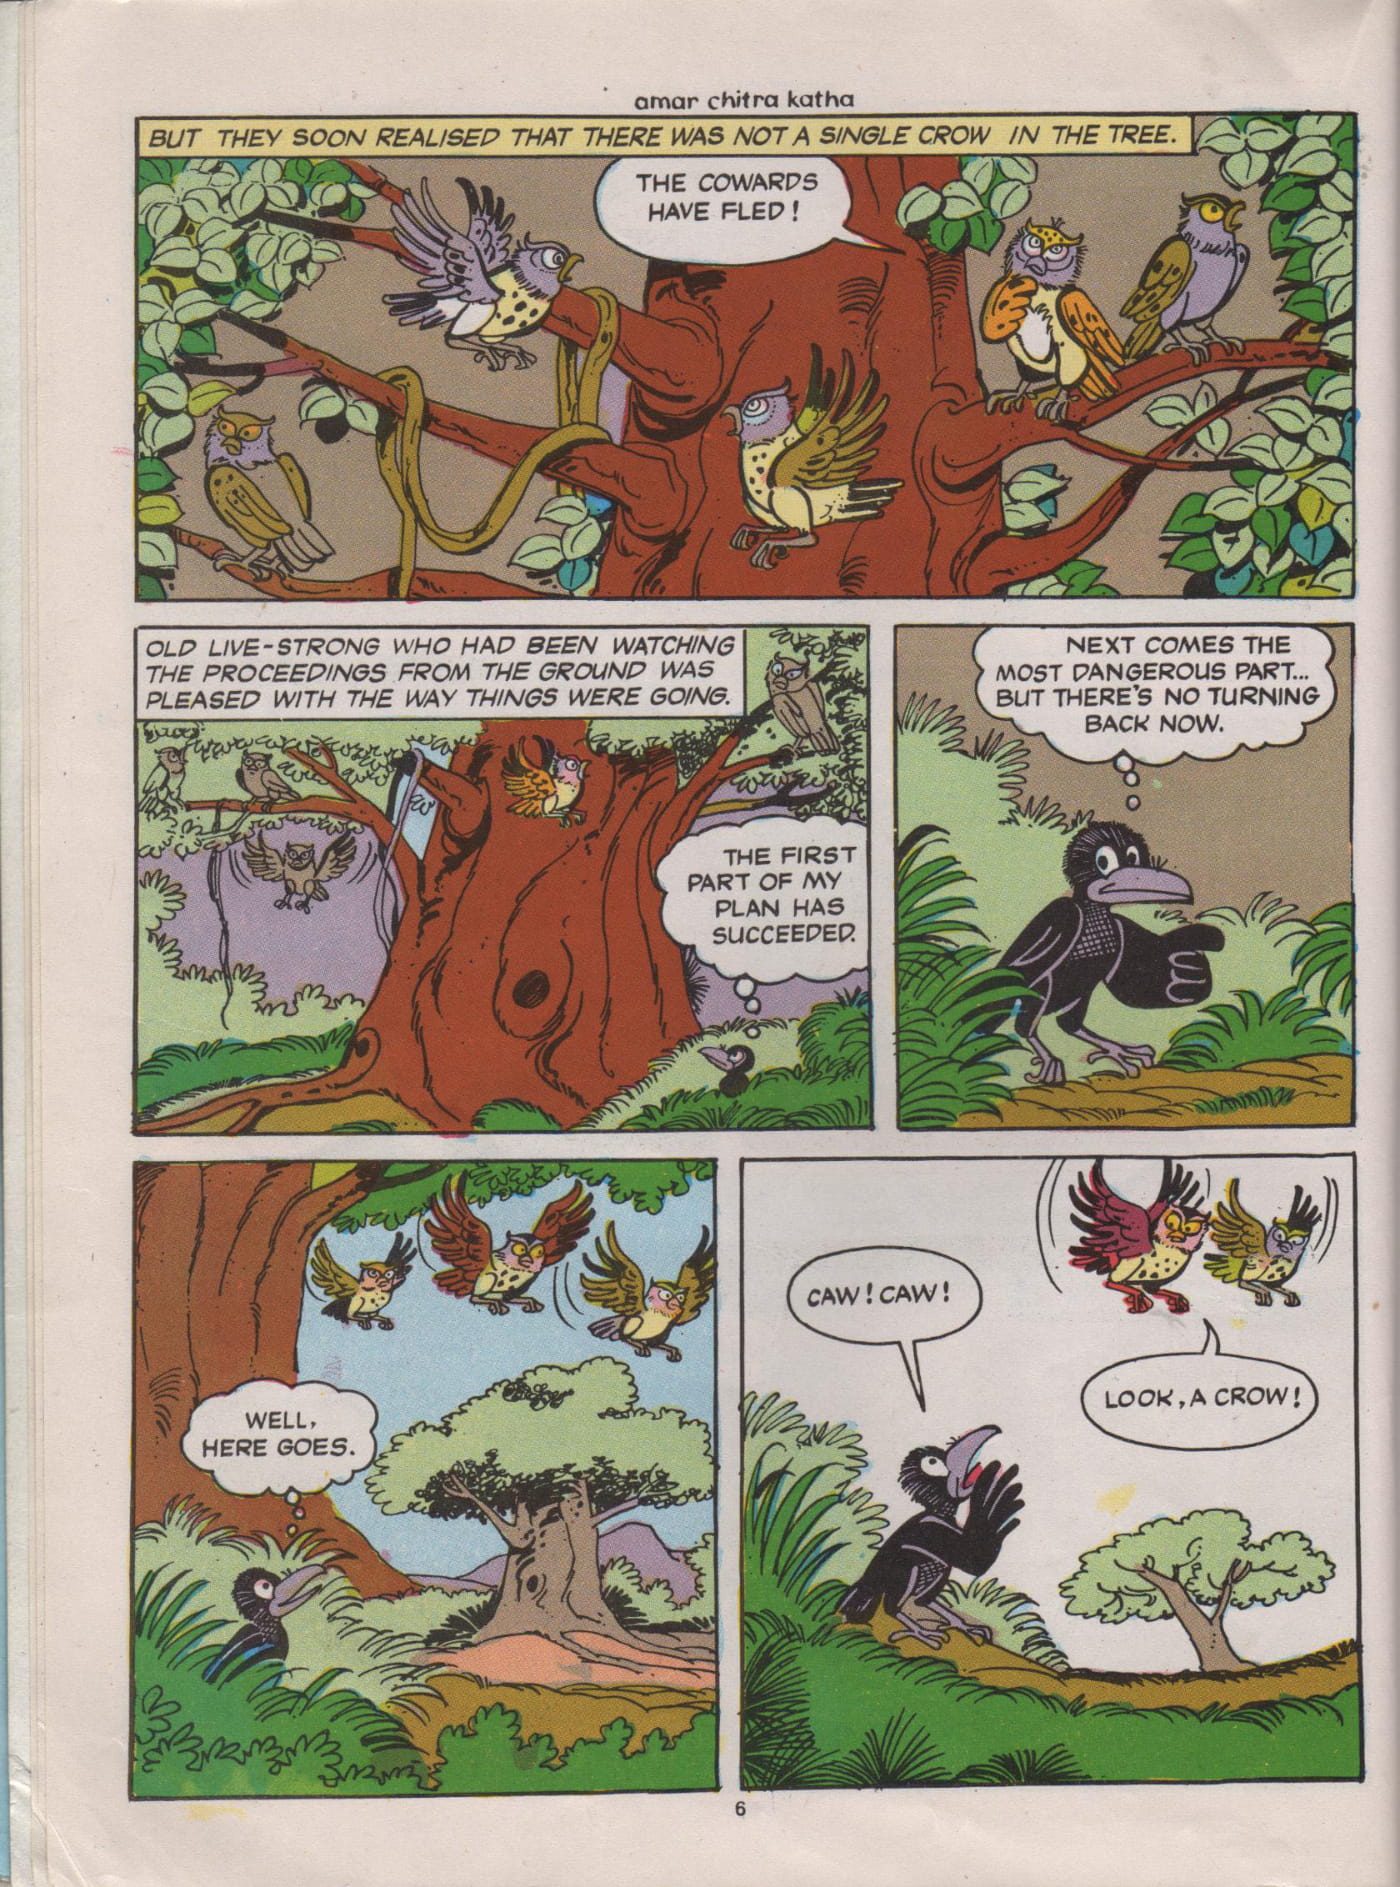 amar chitra katha
BUT THEY SOON REALISED THAT THERE WAS NOT A SINGLE CROW IN THE TREE.
THE COWARDS
HAVE FLED!
OLD LIVE-STRONG WHO HAD BEEN WATCHING
THE PROCEEDINGS FROM THE GROUND WAS
PLEASED WITH THE WAY THINGS WERE GOING.
THE FIRST
PART OF MY
PLAN HAS
SUCCEEDED.
NEXT COMES THE
MOST DANGEROUS PART...
BUT THERE'S NO TURNING
BACK NOW.
WELL,
HERE GOES.
CAW! CAW!
LOOK, A CROW!
6